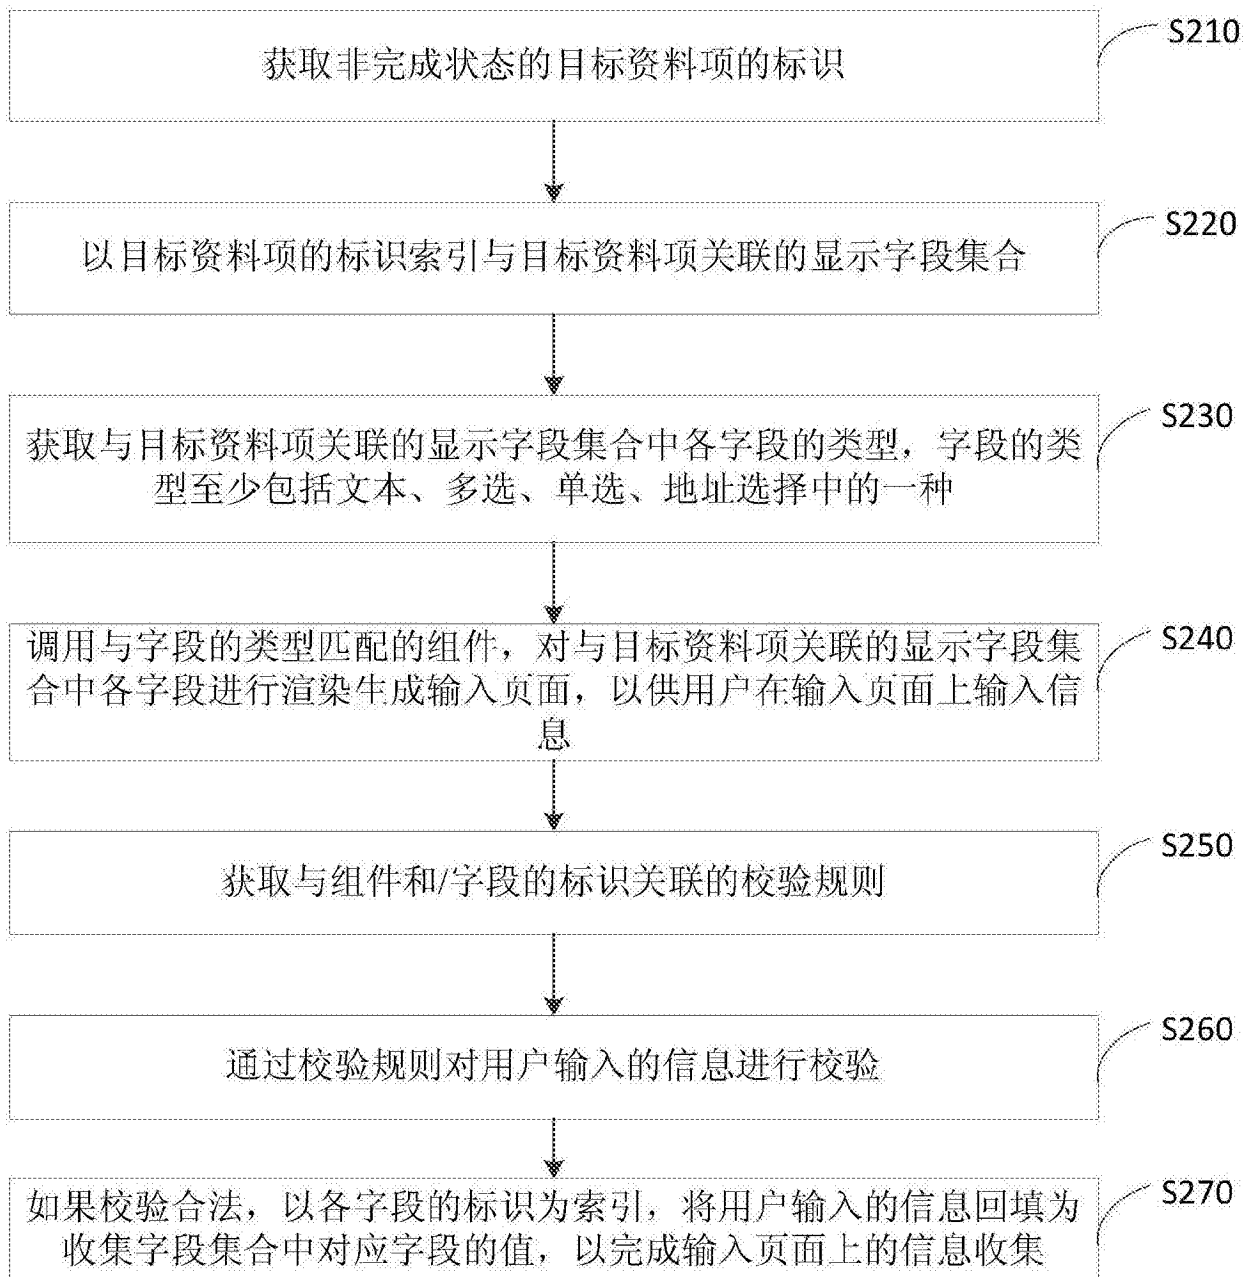 获取非完成状态的目标资料项的标识
S210
以目标资料项的标识索引与目标资料项关联的显示字段集合
S220
获取与目标资料项关联的显示字段集合中各字段的类型，字段的类
型至少包括文本、多选、单选、地址选择中的一种
S230
调用与字段的类型匹配的组件，对与目标资料项关联的显示字段集
合中各字段进行渲染生成输入页面，以供用户在输入页面上输入信
息
S240
获取与组件和/字段的标识关联的校验规则
S250
通过校验规则对用户输入的信息进行校验
S260
如果校验合法，以各字段的标识为索引，将用户输入的信息回填为
收集字段集合中对应字段的值，以完成输入页面上的信息收集
S270